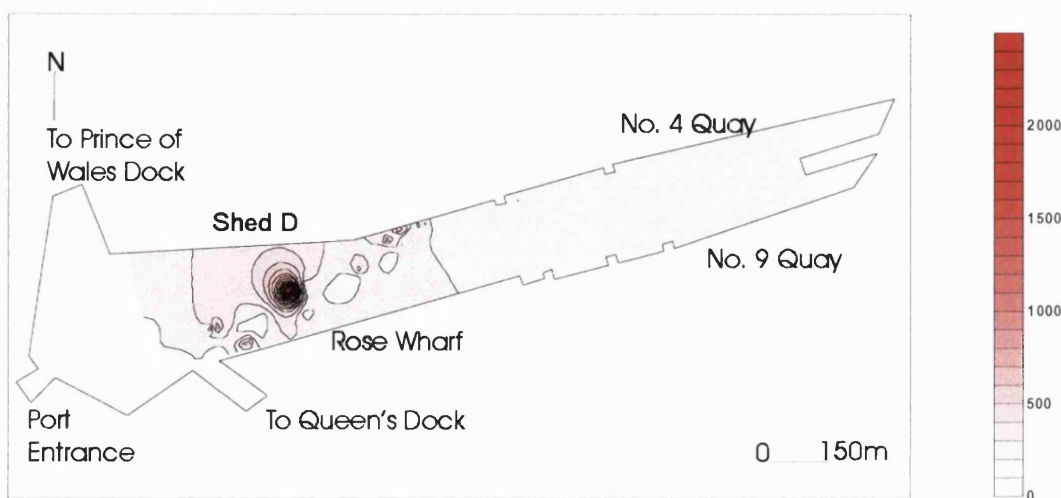 N
To Prince of
Wales Dock
Shed D
No. 4 Quay
No. 9 Quay
Rose Wharf
Port
Entrance
To Queen's Dock
0 150m
2000
1500
1000
500
0